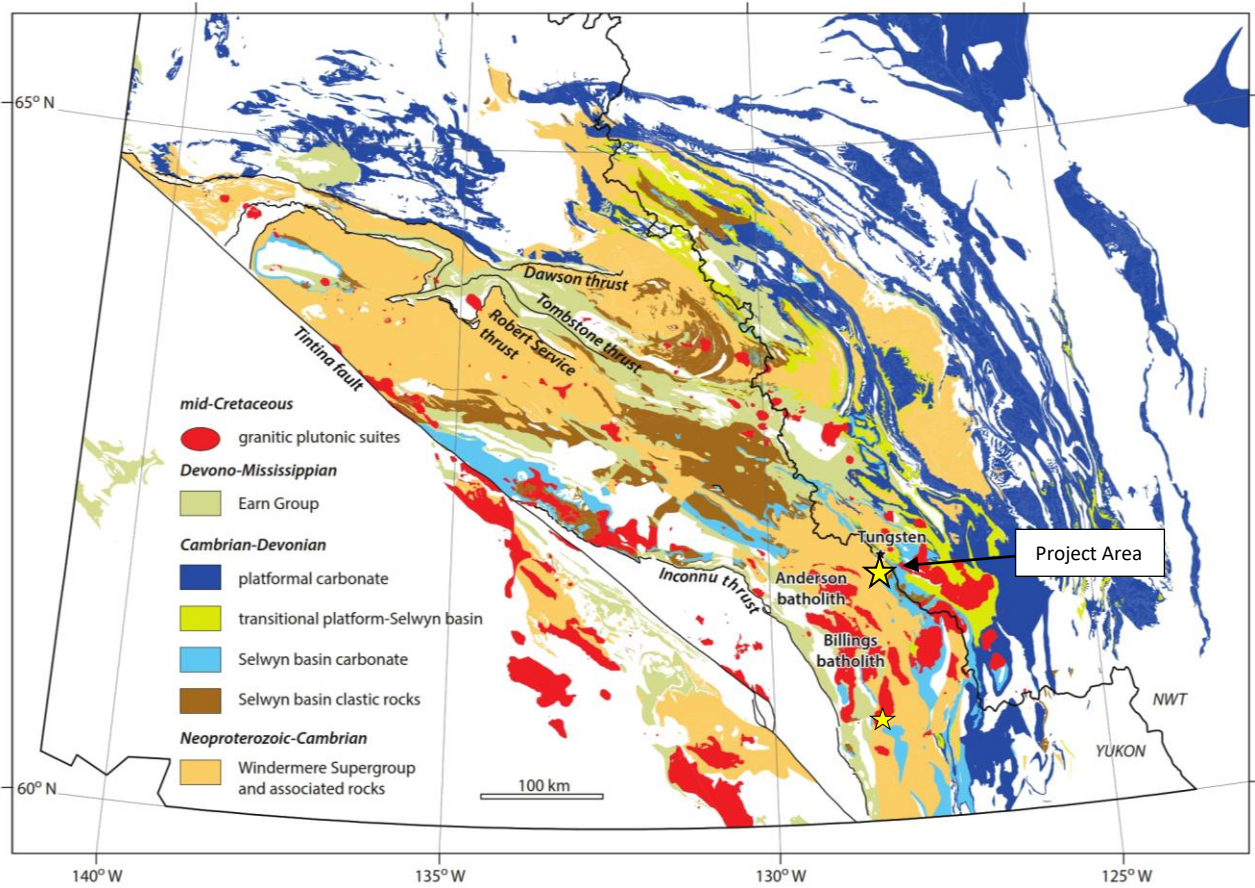 65° N
Dawson thrust
Tombstone thrust
Robert Service
thrust
Tintina fault
mid-Cretaceous
granitic plutonic suites
Devono-Mississippian
Earn Group
Cambrian-Devonian
platformal carbonate
transitional platform-Selwyn basin
Selwyn basin carbonate
Selwyn basin clastic rocks
Neoproterozoic-Cambrian
Windermere Supergroup
and associated rocks
Tungsten
Project Area
Anderson
batholith
Inconnu thrust
Billings
batholith
NWT
YUKON
100 km
60° N
140° W
135° W
130° W
125° W